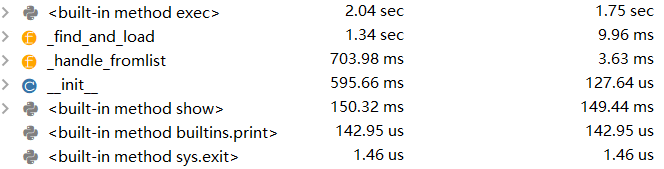 <built-in method exec> 2.04 sec 1.75 sec
_find_and_load 1.34 sec 9.96 ms
_handle_fromlist 703.98 ms 3.63 ms
__init__ 595.66 ms 127.64 us
<built-in method show> 150.32 ms 149.44 ms
<built-in method builtins.print> 142.95 us 142.95 us
<built-in method sys.exit> 1.46 us 1.46 us